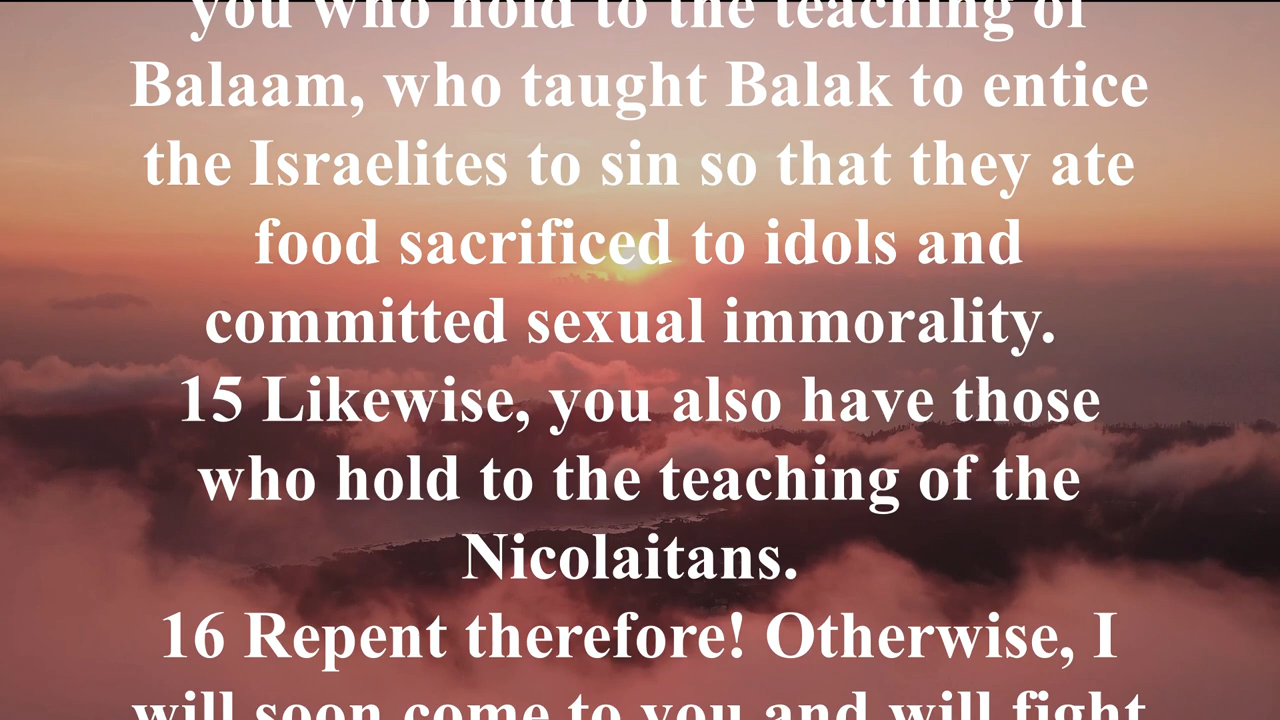 you who hold to the teaching of
Balaam, who taught Balak to entice
the Israelites to sin so that they ate
food sacrificed to idols and
committed sexual immorality.
15 Likewise, you also have those
who hold to the teaching of the
Nicolaitans.
16 Repent therefore! Otherwise, I
will soon come to you and will fight